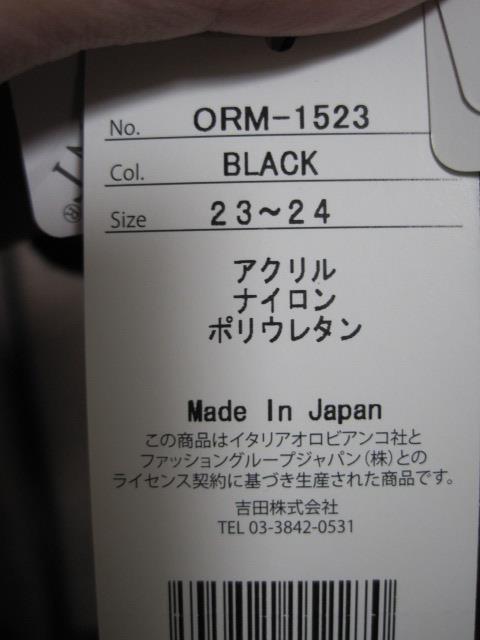 No. ORM-1523
Col. BLACK
Size 23~24
アクリル
ナイロン
ポリウレタン
Made In Japan
この商品はイタリアオロビアンコ社と
ファッショングループジャパン(株)との
ライセンス契約に基づき生産された商品です。
吉田株式会社
TEL 03-3842-0531